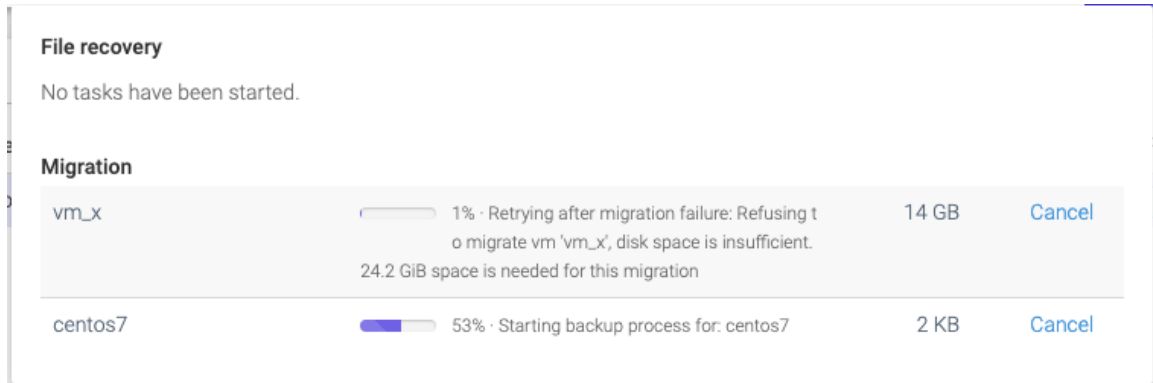 File recovery
No tasks have been started.
Migration
vm_x 1% · Retrying after migration failure: Refusing t 14 GB Cancel
o migrate vm 'vm_x', disk space is insufficient.
24.2 GiB space is needed for this migration
centos7 53% · Starting backup process for: centos7 2 KB Cancel